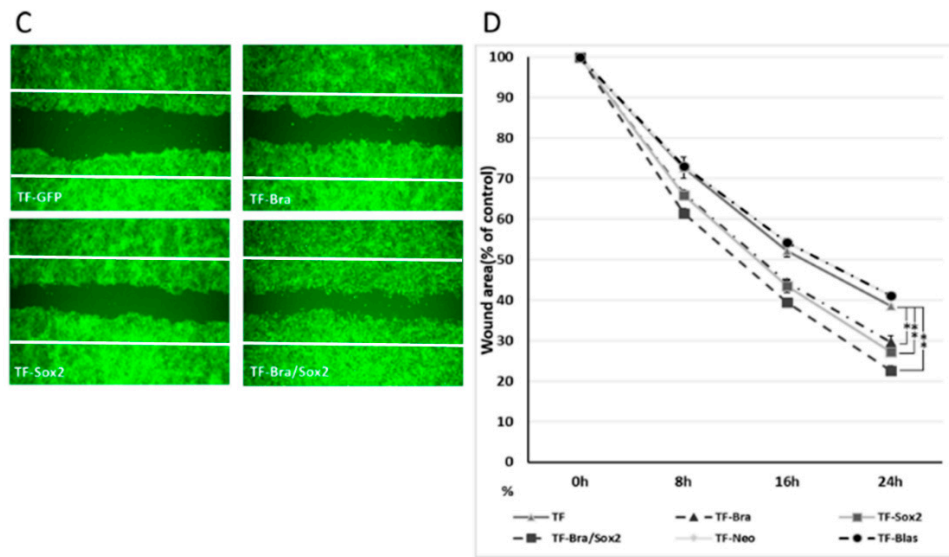 C
TF-GFP
TF-Bra
TF-Sox2
TF-Bra/Sox2
D
Wound area(% of control)
100
90
80
70
60
50
40
30
20
10
0
%
0h
8h
16h
24h
*
**
**
TF
TF-Bra
TF-Sox2
TF-Bra/Sox2
TF-Neo
TF-Blas